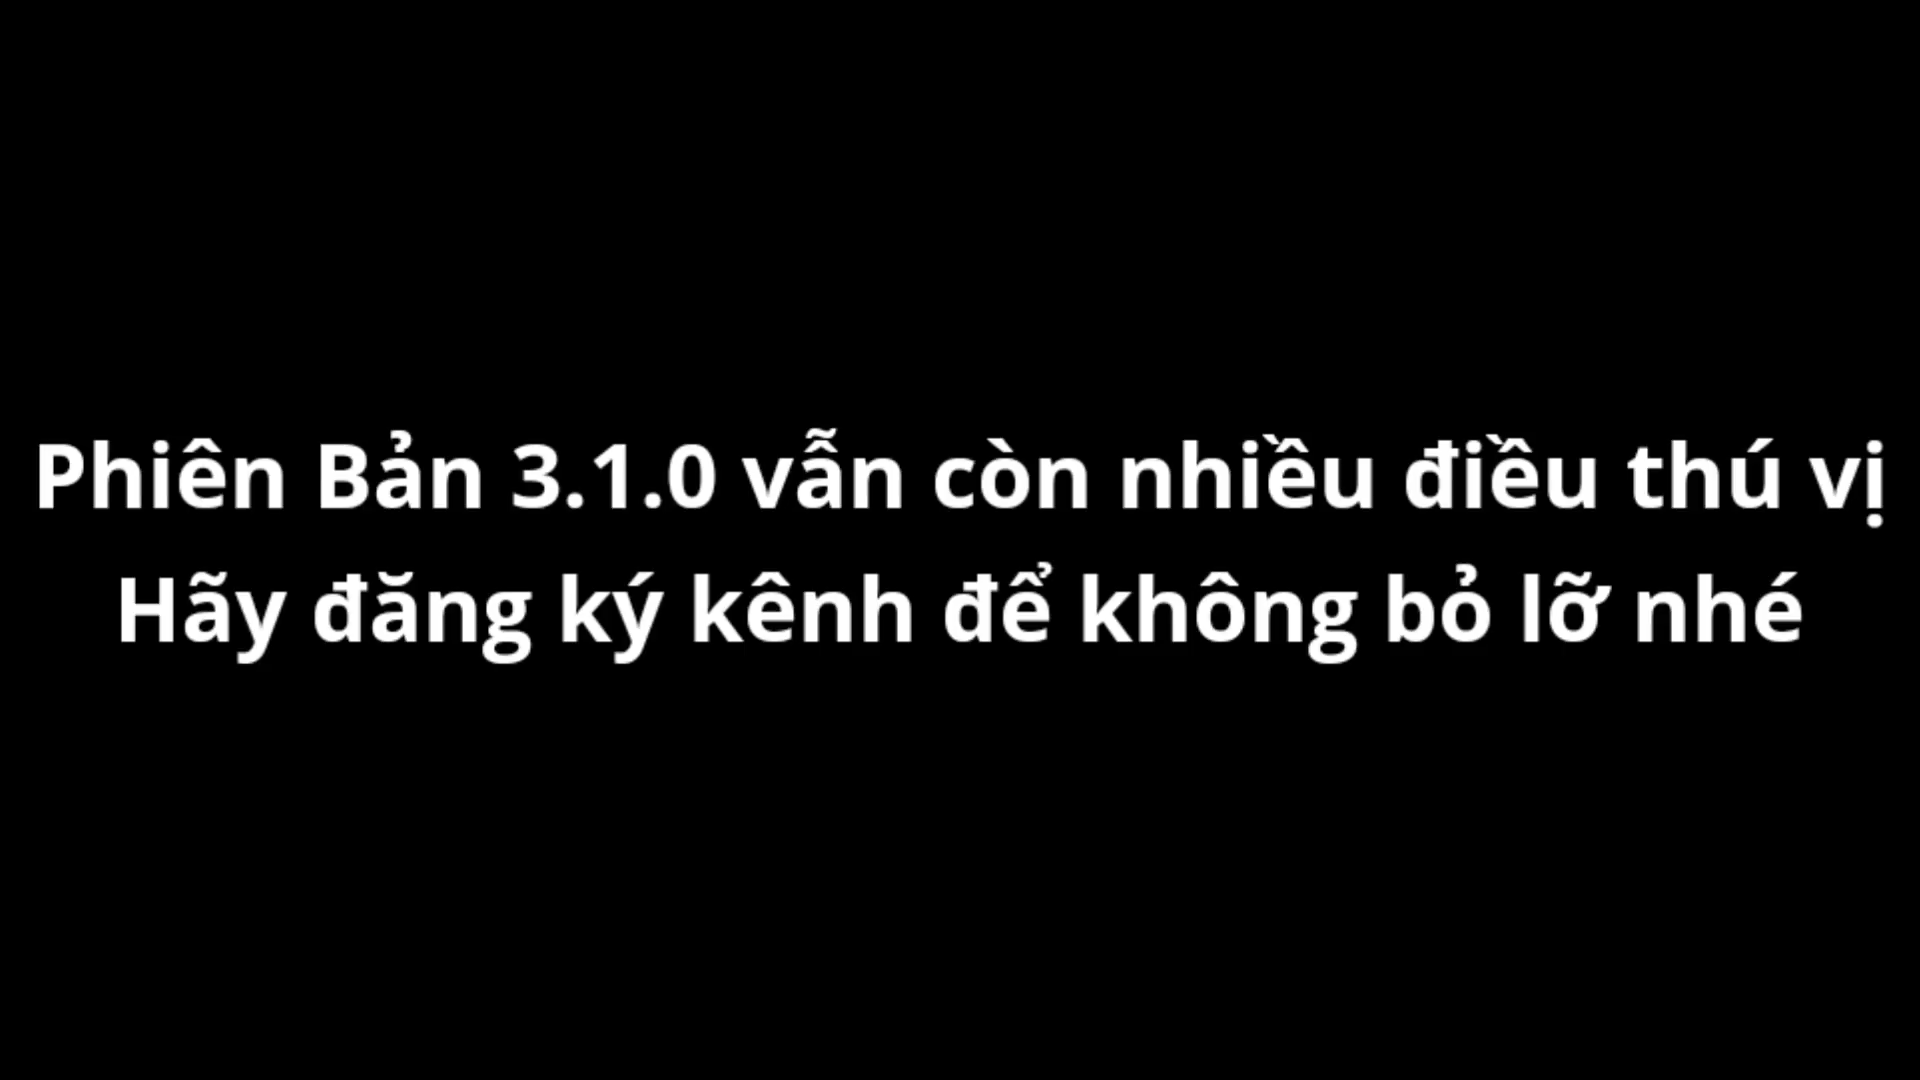 Phiên Bản 3.1.0 vẫn còn nhiều điều thú vị
Hãy đăng ký kênh để không bỏ lỡ nhé